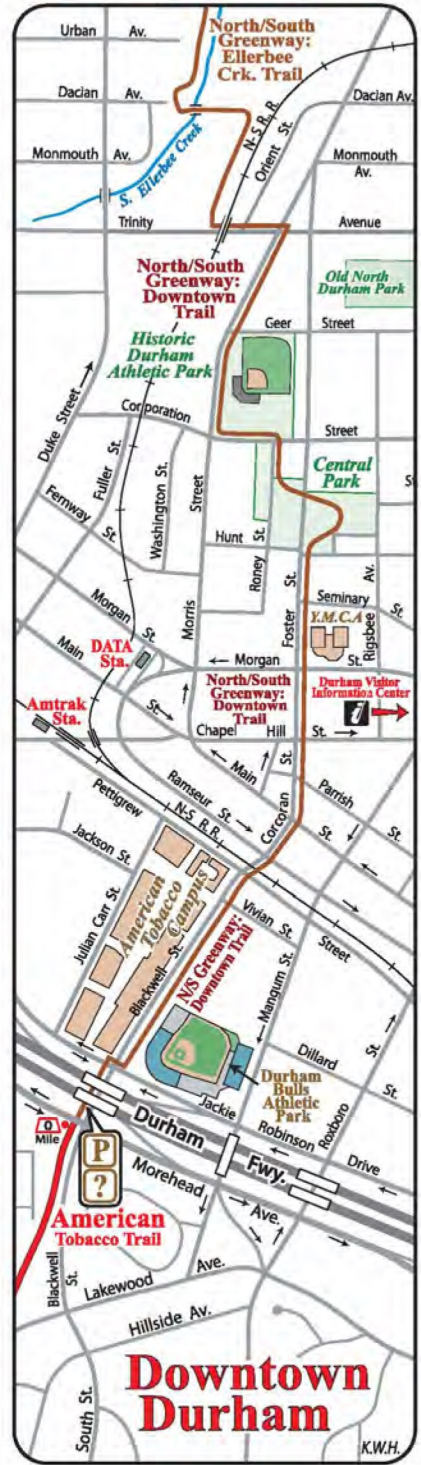 North/South
Greenway:
Ellerbee
Crk. Trail
Urban Av.
Dacian Av.
Dacian Av.
N-S R.R.
Orient St.
Monmouth Av.
Monmouth
Av.
S. Ellerbee Creek
Trinity Avenue
North/South
Greenway:
Downtown
Trail
Old North
Durham Park
Historic
Durham
Athletic Park
Geer Street
Duke Street
Corporation Street
Central
Park
Fuller St.
Fernway St.
Washington St.
Morris Street
Hunt St.
Roney
Foster St.
Seminary St.
Y.M.C.A
Rigsbee Av.
Morgan St.
Main St.
DATA
Sta.
Morgan St.
North/South
Greenway:
Downtown
Trail
Durham Visitor
Information Center
i
Amtrak
Sta.
Chapel Hill St.
Main St.
Ramseur St.
Corcoran St.
Parrish St.
Pettigrew Street
N-S R.R.
Jackson St.
Julian Carr St.
American
Tobacco
Campus
Blackwell St.
Vivian St.
N/S Greenway:
Downtown Trail
Mangum St.
Dillard St.
Durham
Bulls
Athletic
Park
Jackie Robinson Drive
Roxboro
Durham Fwy.
0
Mile
P
?
Morehead Ave.
American
Tobacco Trail
Blackwell St.
Lakewood Ave.
Hillside Av.
South St.
Downtown
Durham
K.W.H.